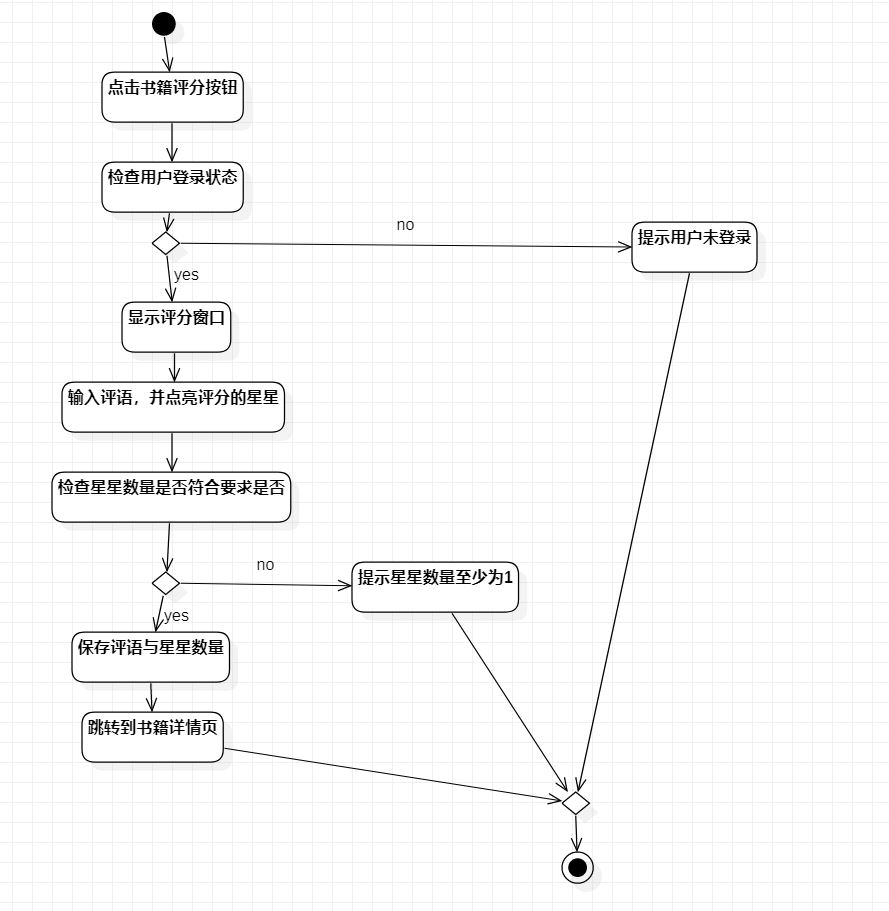 点击书籍评分按钮
检查用户登录状态
no
提示用户未登录
yes
显示评分窗口
输入评语，并点亮评分的星星
检查星星数量是否符合要求是否
no
提示星星数量至少为1
yes
保存评语与星星数量
跳转到书籍详情页